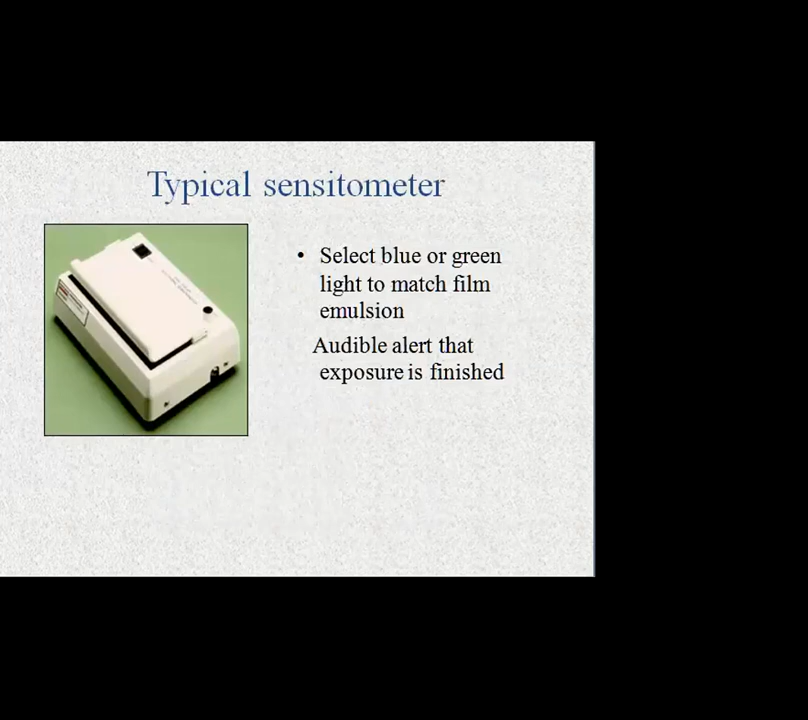 Typical sensitometer
• Select blue or green
light to match film
emulsion
Audible alert that
exposure is finished